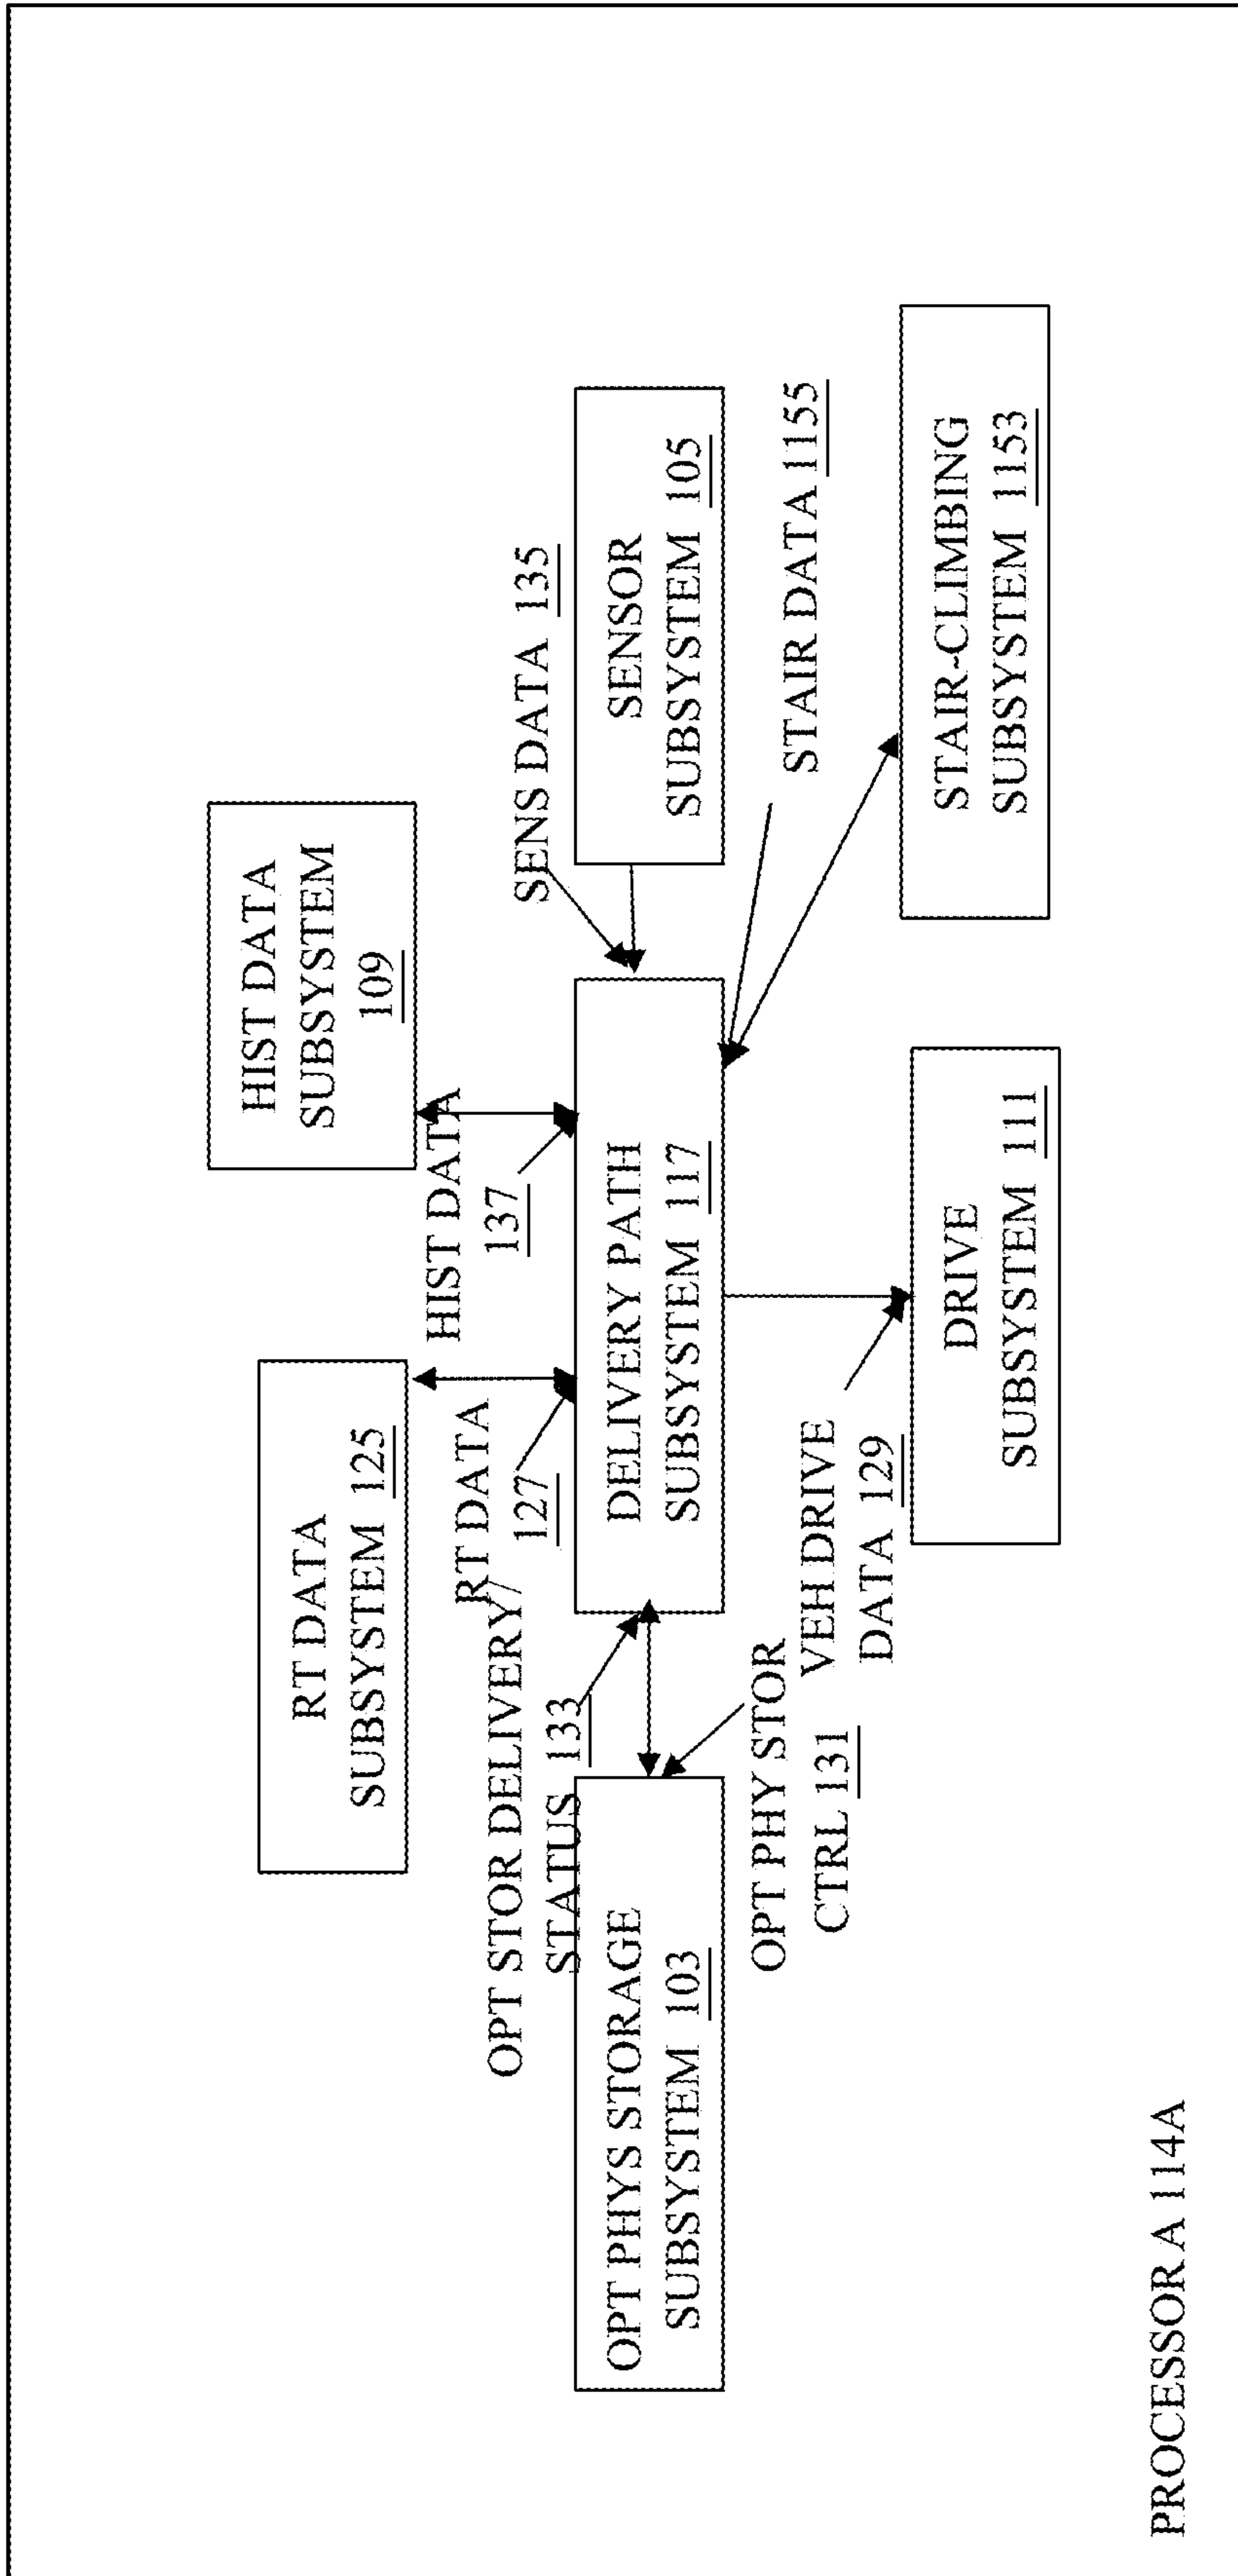 RT DATA
SUBSYSTEM 125
HIST DATA
SUBSYSTEM
109
HIST DATA
137
RT DATA
127
OPT STOR DELIVERY/
STATUS 133
SENS DATA 135
OPT PHYS STORAGE
SUBSYSTEM 103
DELIVERY PATH
SUBSYSTEM 117
SENSOR
SUBSYSTEM 105
OPT PHY STOR
CTRL 131
VEH DRIVE
DATA 129
STAIR DATA 1155
DRIVE
SUBSYSTEM 111
STAIR-CLIMBING
SUBSYSTEM 1153
PROCESSOR A 114A